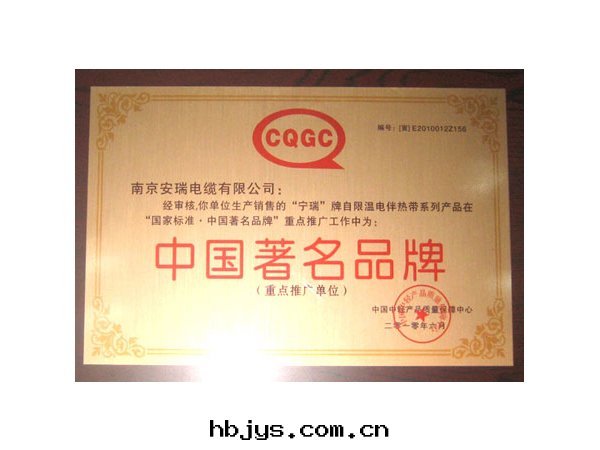 CQGC
编号:[冒] E2010012Z156
南京安瑞电缆有限公司:
经审核,你单位生产销售的“宁瑞”牌自限温电伴热带系列产品在
“国家标准·中国著名品牌”重点推广工作中为:
中国著名品牌
(重点推广单位)
中国中轻产品质量保障中心
二零一零年六月
hbjys.com.cn